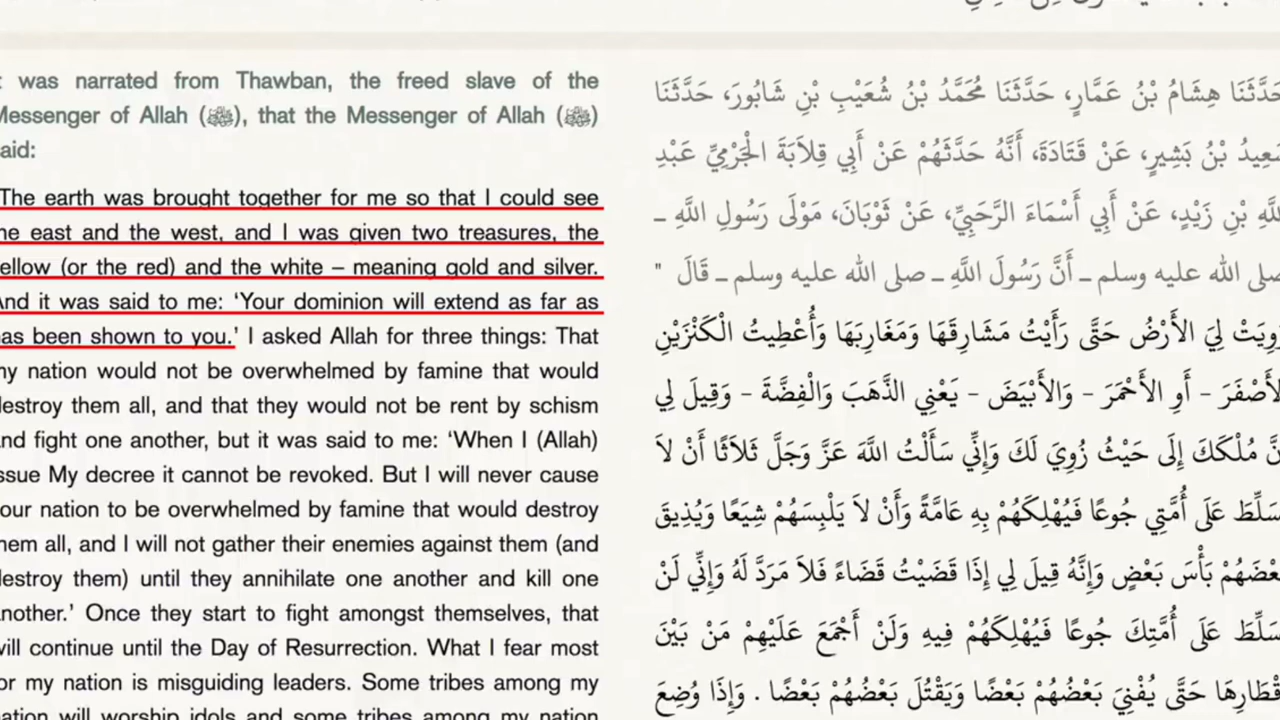 t was narrated from Thawban, the freed slave of the
Messenger of Allah (ﷺ), that the Messenger of Allah (ﷺ)
aid:
The earth was brought together for me so that I could see
he east and the west, and I was given two treasures, the
ellow (or the red) and the white – meaning gold and silver.
And it was said to me: ‘Your dominion will extend as far as
as been shown to you.’ I asked Allah for three things: That
ny nation would not be overwhelmed by famine that would
destroy them all, and that they would not be rent by schism
nd fight one another, but it was said to me: ‘When I (Allah)
ssue My decree it cannot be revoked. But I will never cause
our nation to be overwhelmed by famine that would destroy
hem all, and I will not gather their enemies against them (and
destroy them) until they annihilate one another and kill one
nother.’ Once they start to fight amongst themselves, that
will continue until the Day of Resurrection. What I fear most
or my nation is misguiding leaders. Some tribes among my
nation will worship idols and some tribes among my nation
حَدَّثَنَا هِشَامُ بْنُ عَمَّارٍ، حَدَّثَنَا مُحَمَّدُ بْنُ شُعَيْبِ بْنِ شَابُورَ، حَدَّثَنَا
سَعِيدُ بْنُ بَشِيرٍ، عَنْ قَتَادَةَ، أَنَّهُ حَدَّثَهُمْ عَنْ أَبِي قِلاَبَةَ الْجَرْمِيِّ عَبْدِ
للَّهِ بْنِ زَيْدٍ، عَنْ أَبِي أَسْمَاءَ الرَّحَبِيِّ، عَنْ ثَوْبَانَ، مَوْلَى رَسُولِ اللَّهِ ـ
صلى الله عليه وسلم ـ أَنَّ رَسُولَ اللَّهِ ـ صلى الله عليه وسلم ـ قَالَ "
زُوِيَتْ لِيَ الأَرْضُ حَتَّى رَأَيْتُ مَشَارِقَهَا وَمَغَارِبَهَا وَأُعْطِيتُ الْكَنْزَيْنِ
الأَصْفَرَ - أَوِ الأَحْمَرَ - وَالأَبْيَضَ - يَعْنِي الذَّهَبَ وَالْفِضَّةَ - وَقِيلَ لِي
نَّ مُلْكَكَ إِلَى حَيْثُ زُوِيَ لَكَ وَإِنِّي سَأَلْتُ اللَّهَ عَزَّ وَجَلَّ ثَلاَثًا أَنْ لاَ
سَلِّطَ عَلَى أُمَّتِي جُوعًا فَيُهْلِكَهُمْ بِهِ عَامَّةً وَأَنْ لاَ يَلْبِسَهُمْ شِيَعًا وَيُذِيقَ
عْضَهُمْ بَأْسَ بَعْضٍ وَإِنَّهُ قِيلَ لِي إِذَا قَضَيْتُ قَضَاءً فَلاَ مَرَدَّ لَهُ وَإِنِّي لَنْ
سَلِّطَ عَلَى أُمَّتِكَ جُوعًا فَيُهْلِكَهُمْ فِيهِ وَلَنْ أَجْمَعَ عَلَيْهِمْ مَنْ بَيْنَ
قْطَارِهَا حَتَّى يُفْنِيَ بَعْضُهُمْ بَعْضًا وَيَقْتُلَ بَعْضُهُمْ بَعْضًا . وَإِذَا وُضِعَ